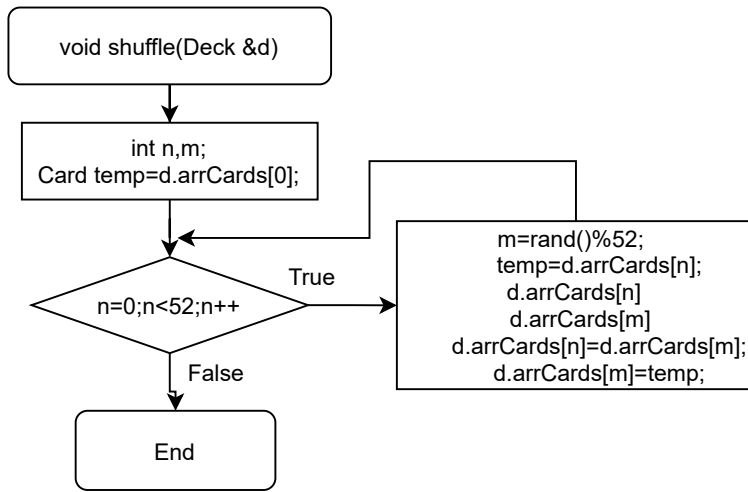 void shuffle(Deck &d)
int n,m;
Card temp=d.arrCards[0];
n=0;n<52;n++
True
m=rand()%52;
temp=d.arrCards[n];
d.arrCards[n]
d.arrCards[m]
d.arrCards[n]=d.arrCards[m];
d.arrCards[m]=temp;
False
End